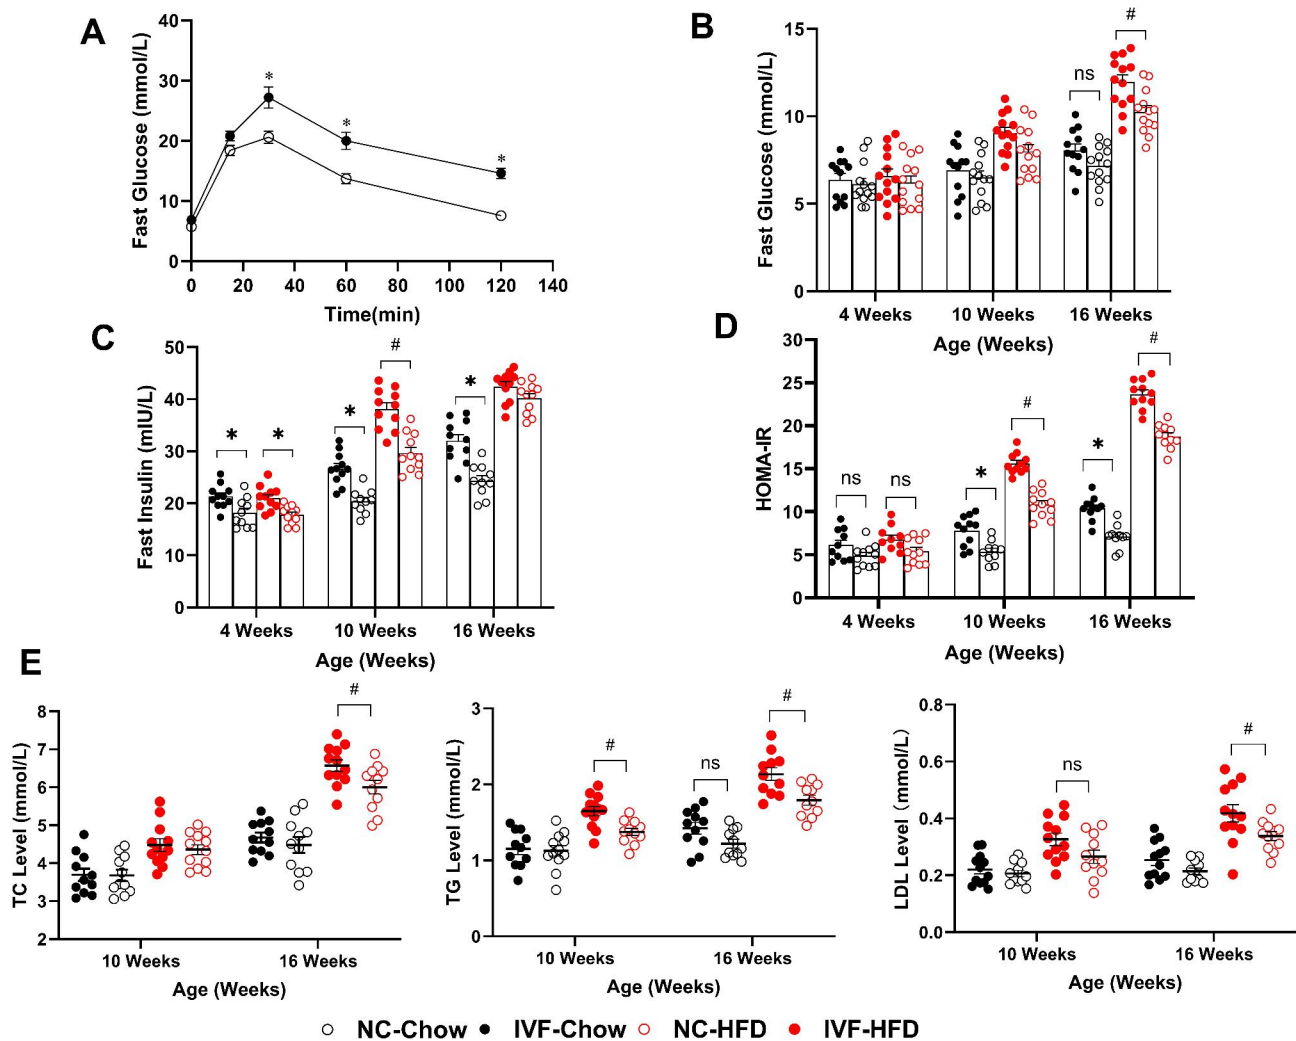 A
Fast Glucose (mmol/L)
40
30
20
10
0
*
*
*
0 20 40 60 80 100 120 140
Time(min)
B
Fast Glucose (mmol/L)
15
10
5
0
ns
#
4 Weeks 10 Weeks 16 Weeks
Age (Weeks)
C
Fast Insulin (mIU/L)
50
40
30
20
10
0
* * * # *
4 Weeks 10 Weeks 16 Weeks
Age (Weeks)
D
HOMA-IR
30
25
20
15
10
5
0
ns ns * # * #
4 Weeks 10 Weeks 16 Weeks
Age (Weeks)
E
TC Level (mmol/L)
8
7
6
5
4
3
2
#
10 Weeks 16 Weeks
Age (Weeks)
TG Level (mmol/L)
3
2
1
0
# ns #
10 Weeks 16 Weeks
Age (Weeks)
LDL Level (mmol/L)
0.8
0.6
0.4
0.2
0.0
ns #
10 Weeks 16 Weeks
Age (Weeks)
NC-Chow IVF-Chow NC-HFD IVF-HFD